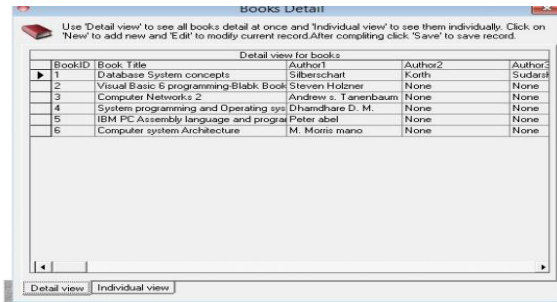 Books Detail
Use 'Detail view' to see all books detail at once and 'Individual view' to see them individually. Click on
'New' to add new and 'Edit' to modify current record.After compliting click 'Save' to save record.
Detail view for books
BookID Book Title Author1 Author2 Author3
1 Database System concepts Silberschart Korth Sudarsh
2 Visual Basic 6 programming-Blabk Book Steven Holzner None None
3 Computer Networks 2 Andrew s. Tanenbaum None None
4 System programming and Operating sys Dhamdhare D. M. None None
5 IBM PC Assembly language and progra Peter abel None None
6 Computer system Architecture M. Morris mano None None
Detail view Individual view